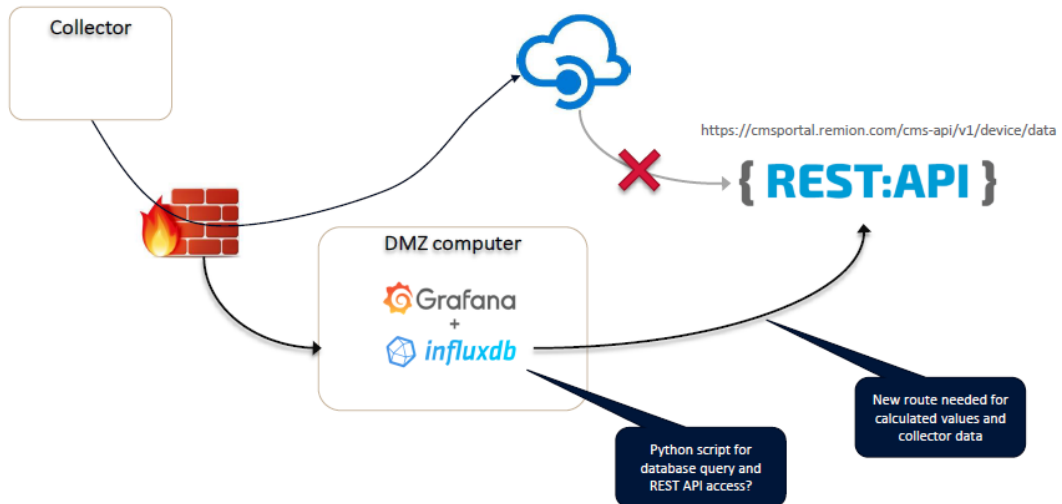 Collector
https://cmsportal.remion.com/cms-api/v1/device/data
{ REST:API }
DMZ computer
Grafana
+
influxdb
New route needed for
calculated values and
collector data
Python script for
database query and
REST API access?